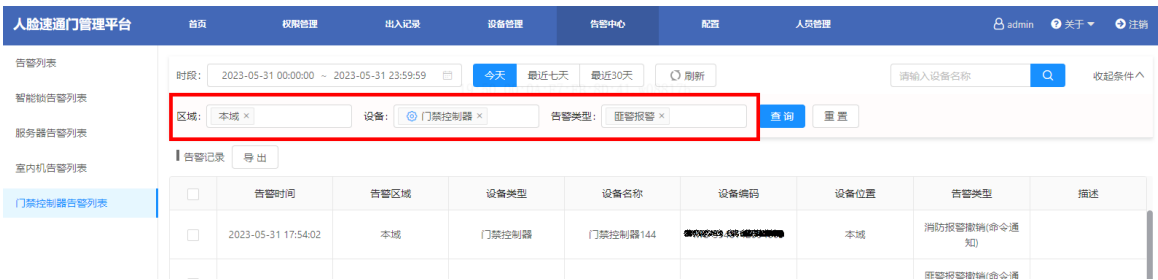 人脸速通门管理平台 首页 权限管理 出入记录 设备管理 告警中心 配置 人员管理 admin 关于 注销
告警列表
智能锁告警列表
服务器告警列表
室内机告警列表
门禁控制器告警列表
时段: 2023-05-31 00:00:00 ~ 2023-05-31 23:59:59 今天 最近七天 最近30天 刷新 请输入设备名称 收起条件
区域: 本域 × 设备: 门禁控制器 × 告警类型: 匪警报警 × 查询 重置
告警记录 导出
告警时间 告警区域 设备类型 设备名称 设备编码 设备位置 告警类型 描述
2023-05-31 17:54:02 本域 门禁控制器 门禁控制器144 本域 消防报警撤销(命令通知)
匪警报警撤销(命令通